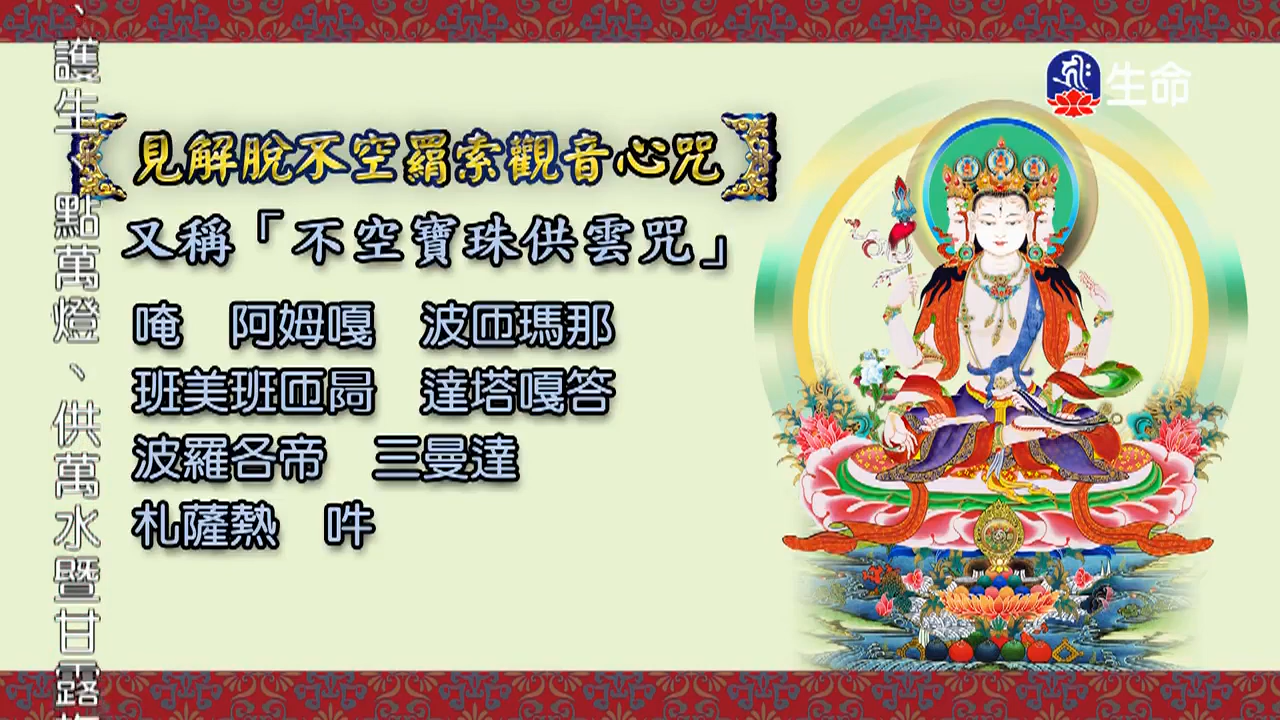 見解脫不空羂索觀音心咒
又稱「不空寶珠供雲咒」
唵 阿姆嘎 波匝瑪那
班美班匝 達塔嘎答
波羅各帝 三曼達
札薩熱 吽
、護生、點萬燈、供萬水暨甘露
生命